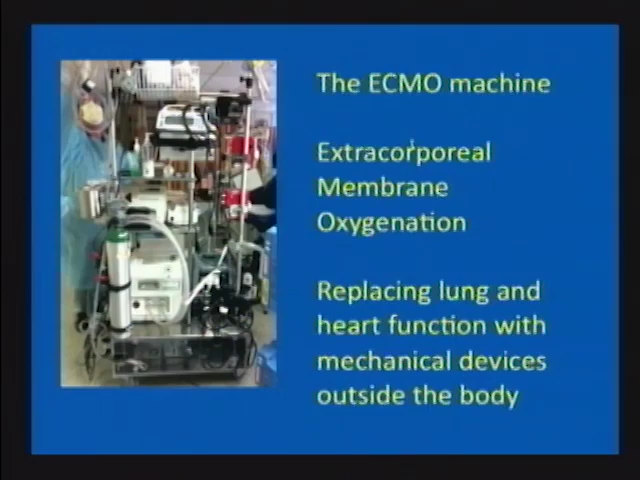 The ECMO machine
Extracorporeal
Membrane
Oxygenation
Replacing lung and
heart function with
mechanical devices
outside the body